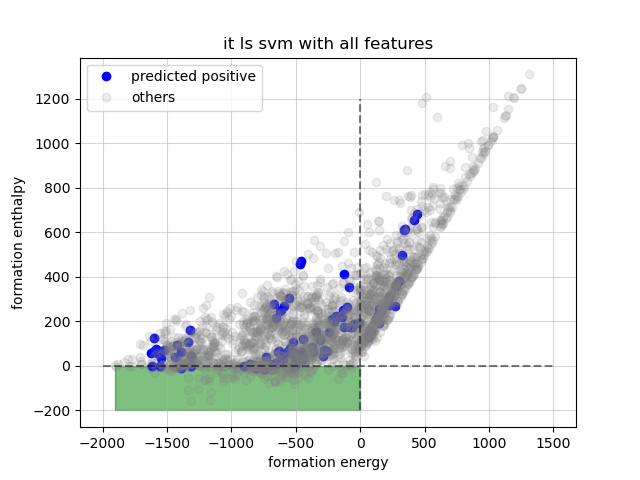 it ls svm with all features
predicted positive
others
formation enthalpy
1200
1000
800
600
400
200
0
−200
−2000 −1500 −1000 −500 0 500 1000 1500
formation energy